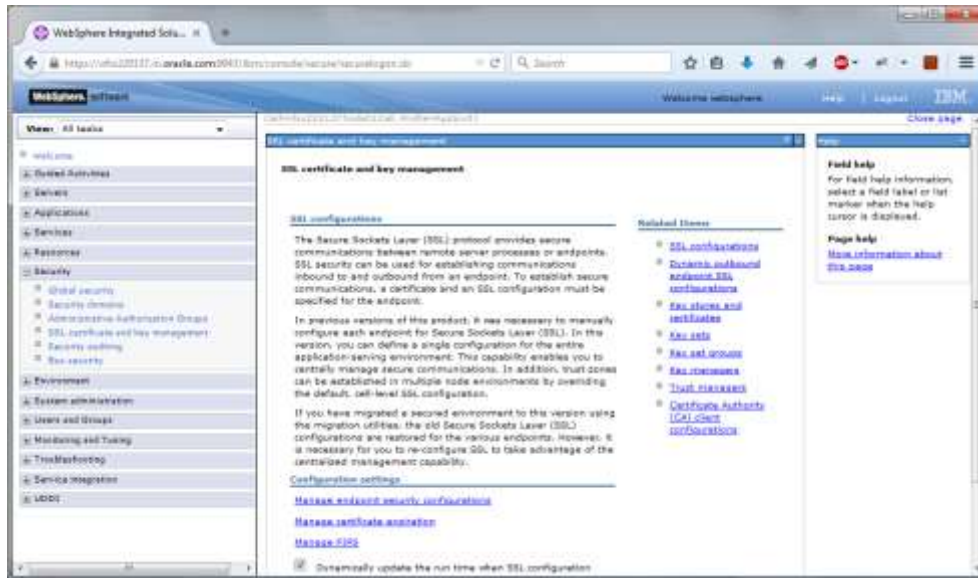 WebSphere Integrated Solu...
Search
WebSphere software
Welcome websphere
Help
Logout
IBM
Close page
View: All tasks
Welcome
Guided Activities
Servers
Applications
Services
Resources
Security
Global security
Security domains
Administrative Authorization Groups
SSL certificate and key management
Security auditing
Bus security
Environment
System administration
Users and Groups
Monitoring and Tuning
Troubleshooting
Service integration
UDDI
SSL certificate and key management
SSL certificate and key management
SSL configurations
The Secure Sockets Layer (SSL) protocol provides secure
communications between remote server processes or endpoints.
SSL security can be used for establishing communications
inbound to and outbound from an endpoint. To establish secure
communications, a certificate and an SSL configuration must be
specified for the endpoint.
In previous versions of this product, it was necessary to manually
configure each endpoint for Secure Sockets Layer (SSL). In this
version, you can define a single configuration for the entire
application-serving environment. This capability enables you to
centrally manage secure communications. In addition, trust zones
can be established in multiple node environments by overriding
the default, cell-level SSL configuration.
If you have migrated a secured environment to this version using
the migration utilities, the old Secure Sockets Layer (SSL)
configurations are restored for the various endpoints. However, it
is necessary for you to re-configure SSL to take advantage of the
centralized management capability.
Configuration settings
Manage endpoint security configurations
Manage certificate expiration
Manage FIPS
Dynamically update the run time when SSL configuration
Related Items
SSL configurations
Dynamic outbound
endpoint SSL
configurations
Key stores and
certificates
Key sets
Key set groups
Key managers
Trust managers
Certificate Authority
(CA) client
configurations
Help
Field help
For field help information,
select a field label or list
marker when the help
cursor is displayed.
Page help
More information about
this page